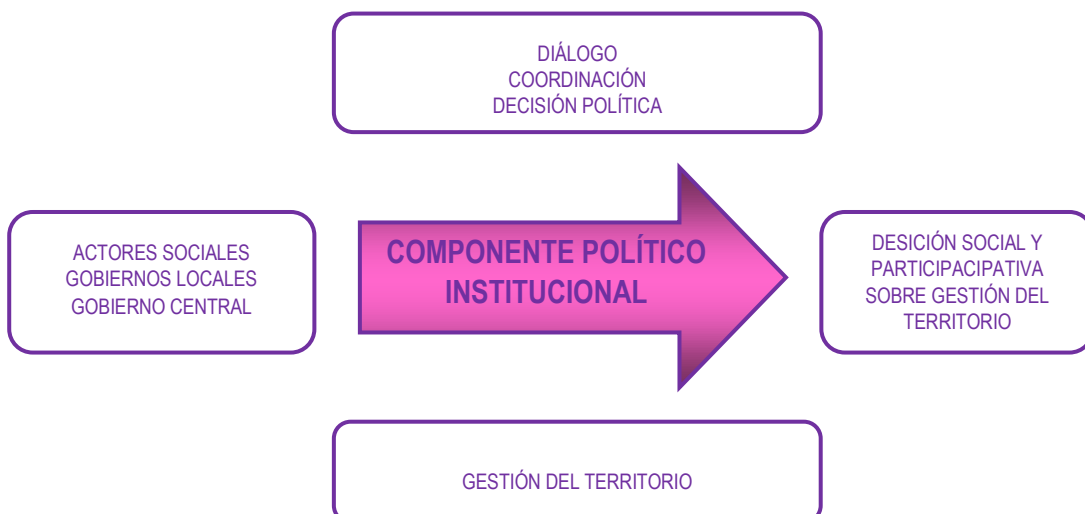 DIÁLOGO
COORDINACIÓN
DECISIÓN POLÍTICA
ACTORES SOCIALES
GOBIERNOS LOCALES
GOBIERNO CENTRAL
COMPONENTE POLÍTICO
INSTITUCIONAL
DESICIÓN SOCIAL Y
PARTICIPACIPATIVA
SOBRE GESTIÓN DEL
TERRITORIO
GESTIÓN DEL TERRITORIO